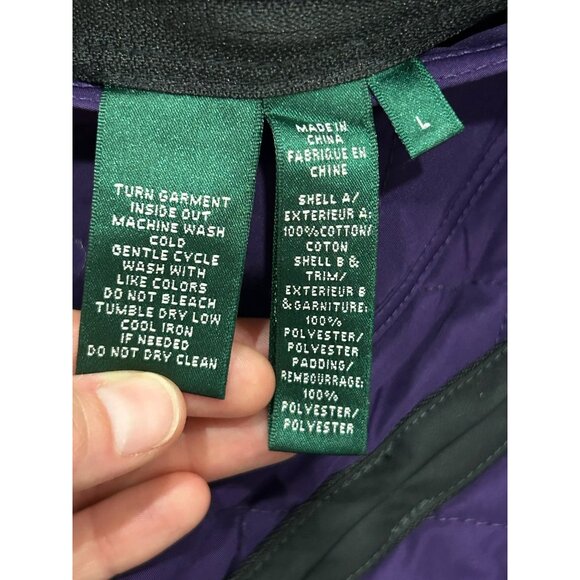 TURN GARMENT
INSIDE OUT
MACHINE WASH
COLD
GENTLE CYCLE
WASH WITH
LIKE COLORS
DO NOT BLEACH
TUMBLE DRY LOW
COOL IRON
IF NEEDED
DO NOT DRY CLEAN
MADE IN
CHINA
FABRIQUE EN
CHINE
SHELL A/
EXTERIEUR A:
100%COTTON/
COTON
SHELL B &
TRIM/
EXTERIEUR B
&GARNITURE:
100%
POLYESTER/
POLYESTER
PADDING/
REMBOURRAGE:
100%
POLYESTER/
POLYESTER
L